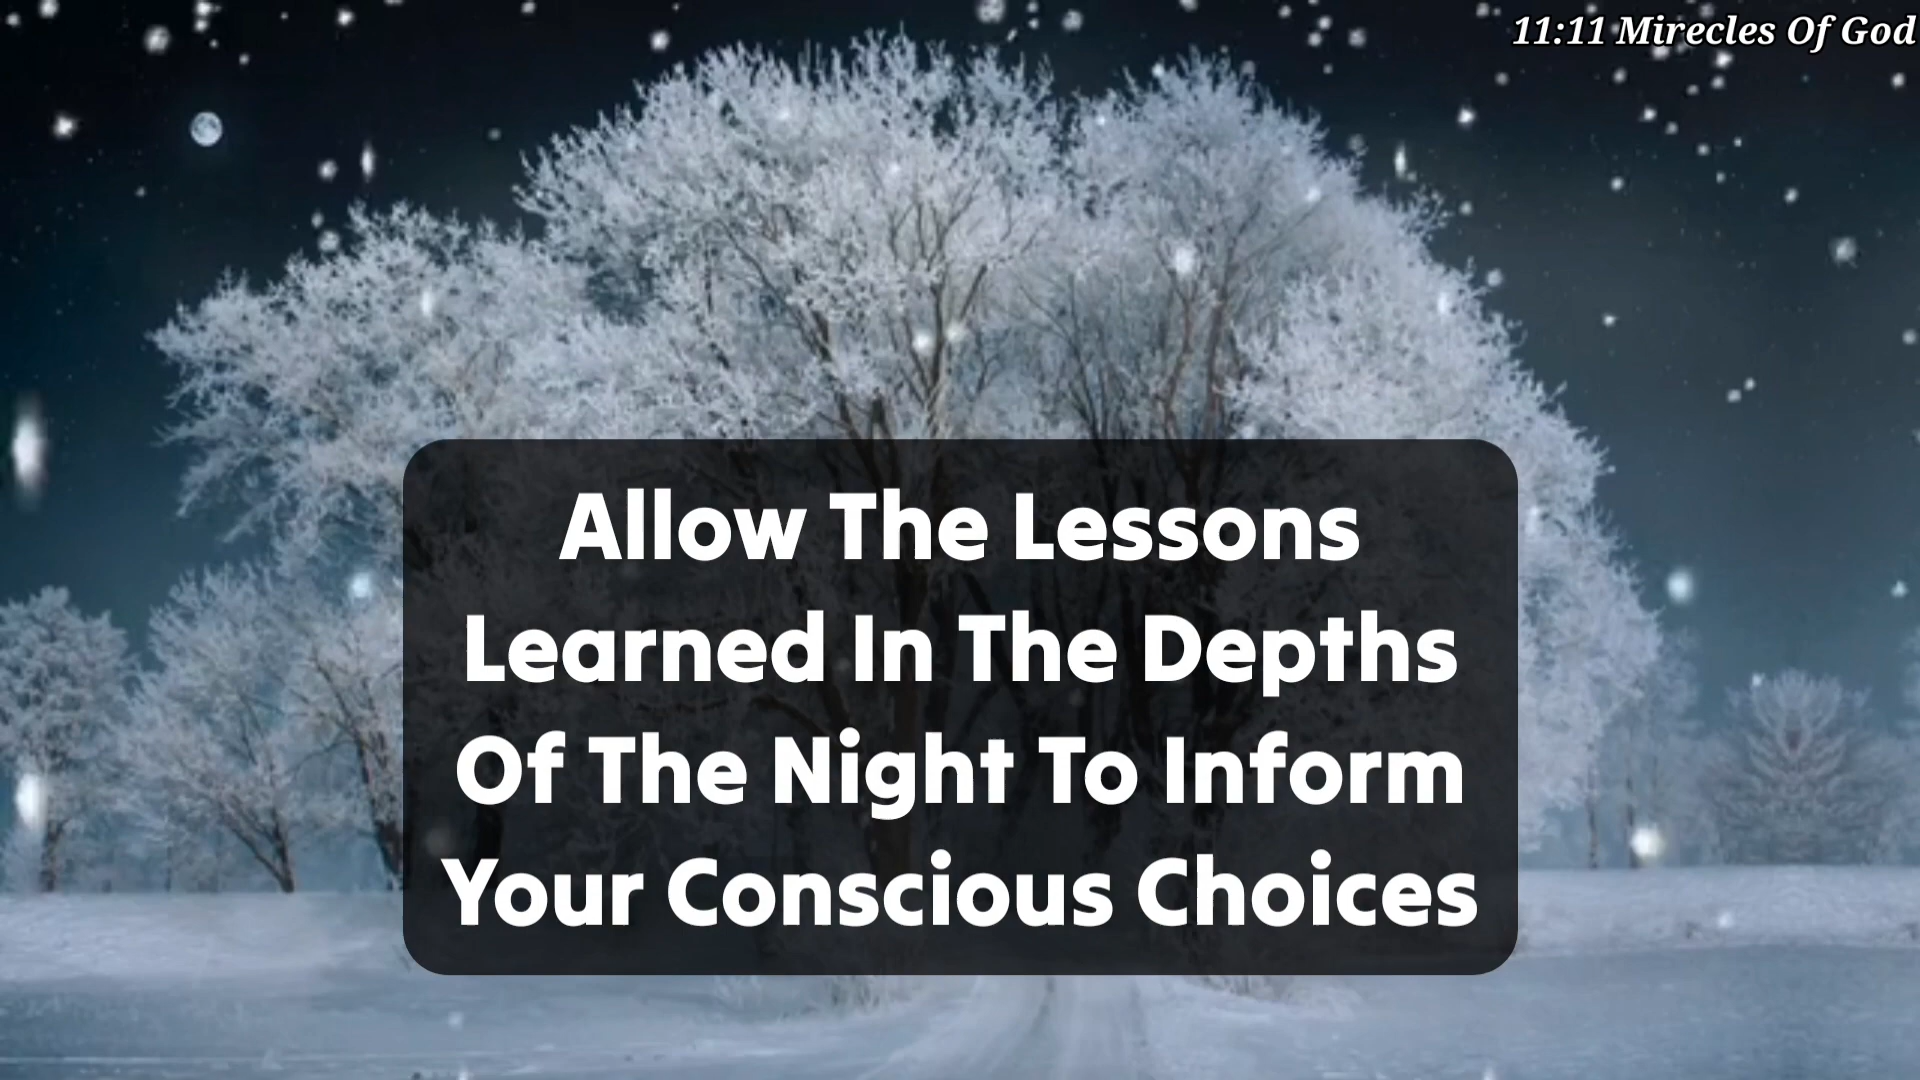 11:11 Mirecles Of God
Allow The Lessons
Learned In The Depths
Of The Night To Inform
Your Conscious Choices